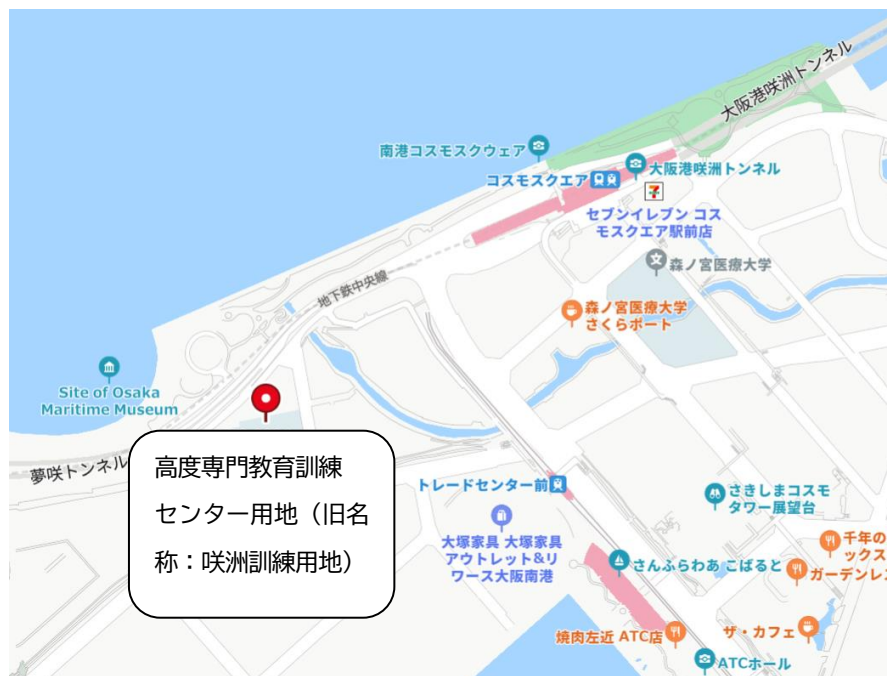 大阪港咲洲トンネル
南港コスモスクウェア
大阪港咲洲トンネル
コスモスクエア
セブンイレブン コス
モスクエア駅前店
森ノ宮医療大学
地下鉄中央線
森ノ宮医療大学
さくらポート
Site of Osaka
Maritime Museum
夢咲トンネル
高度専門教育訓練
センター用地（旧名
称：咲洲訓練用地）
トレードセンター前
さきしまコスモ
タワー展望台
大塚家具 大塚家具
アウトレット&リ
ワース大阪南港
千年の
ックス
さんふらわあ こばると
ガーデンレス
焼肉左近 ATC店
ザ・カフェ
ATCホール